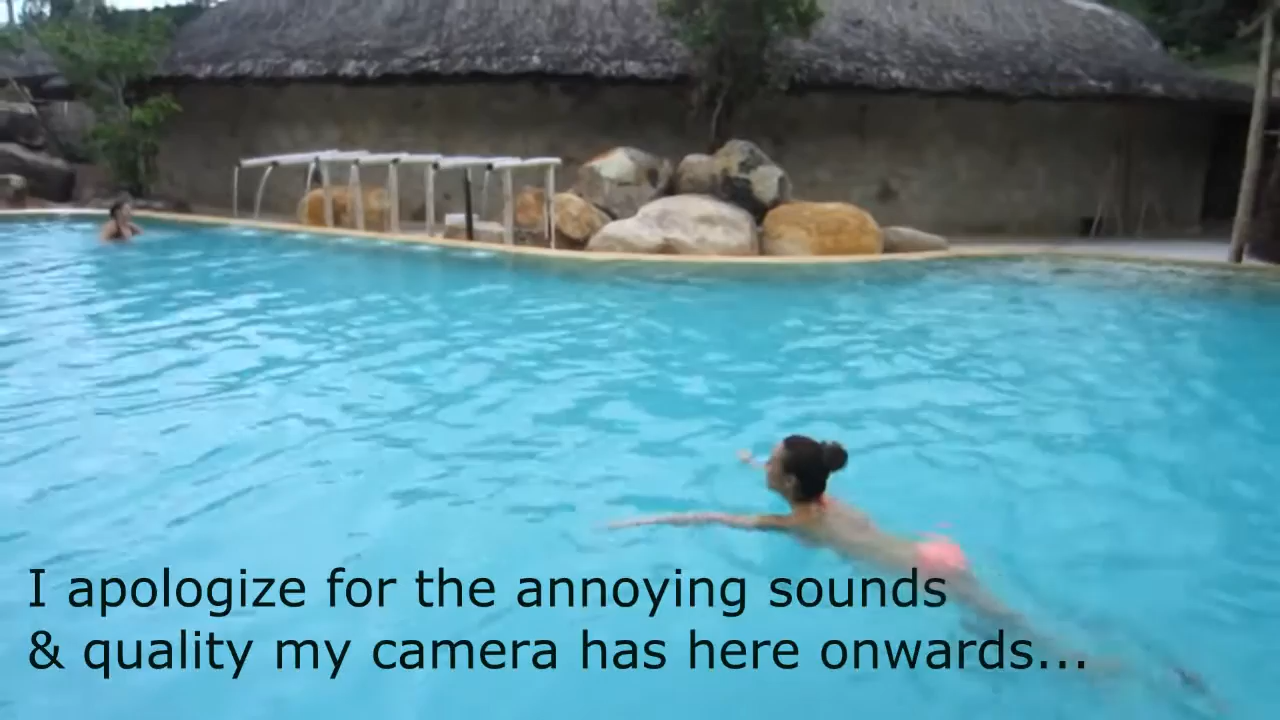 I apologize for the annoying sounds
& quality my camera has here onwards...